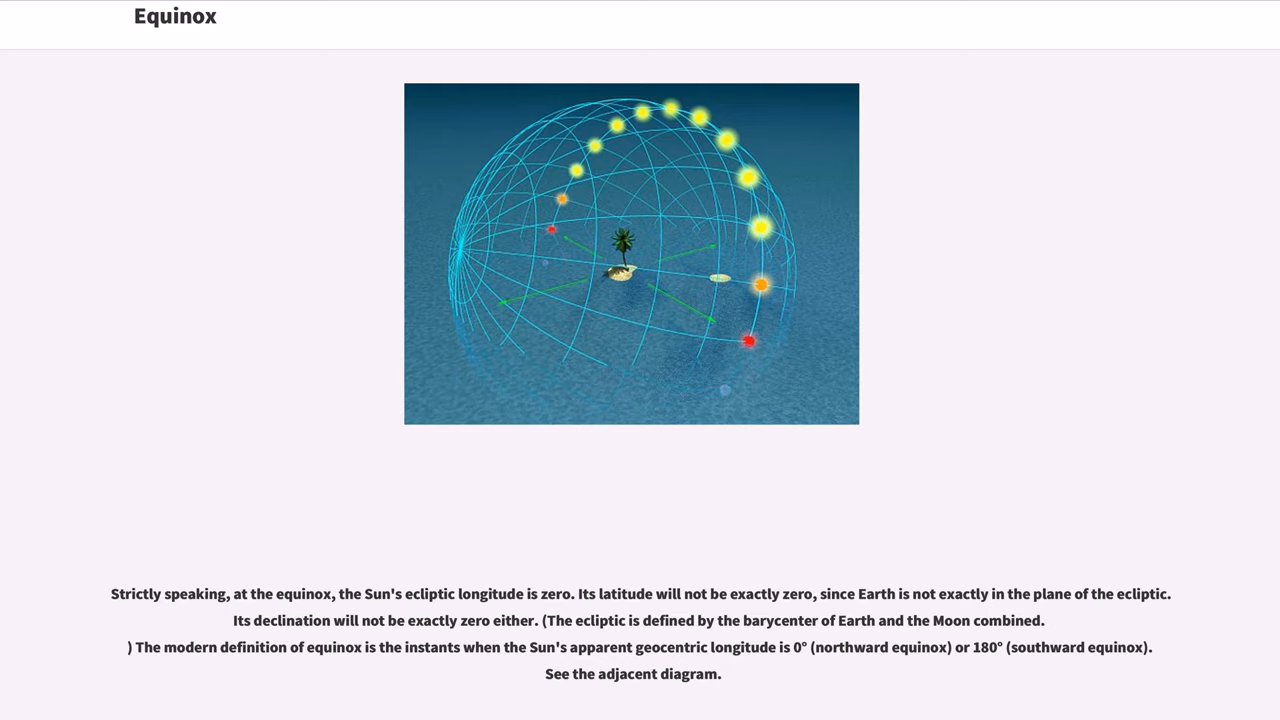 Equinox
Strictly speaking, at the equinox, the Sun's ecliptic longitude is zero. Its latitude will not be exactly zero, since Earth is not exactly in the plane of the ecliptic.
Its declination will not be exactly zero either. (The ecliptic is defined by the barycenter of Earth and the Moon combined.
) The modern definition of equinox is the instants when the Sun's apparent geocentric longitude is 0° (northward equinox) or 180° (southward equinox).
See the adjacent diagram.